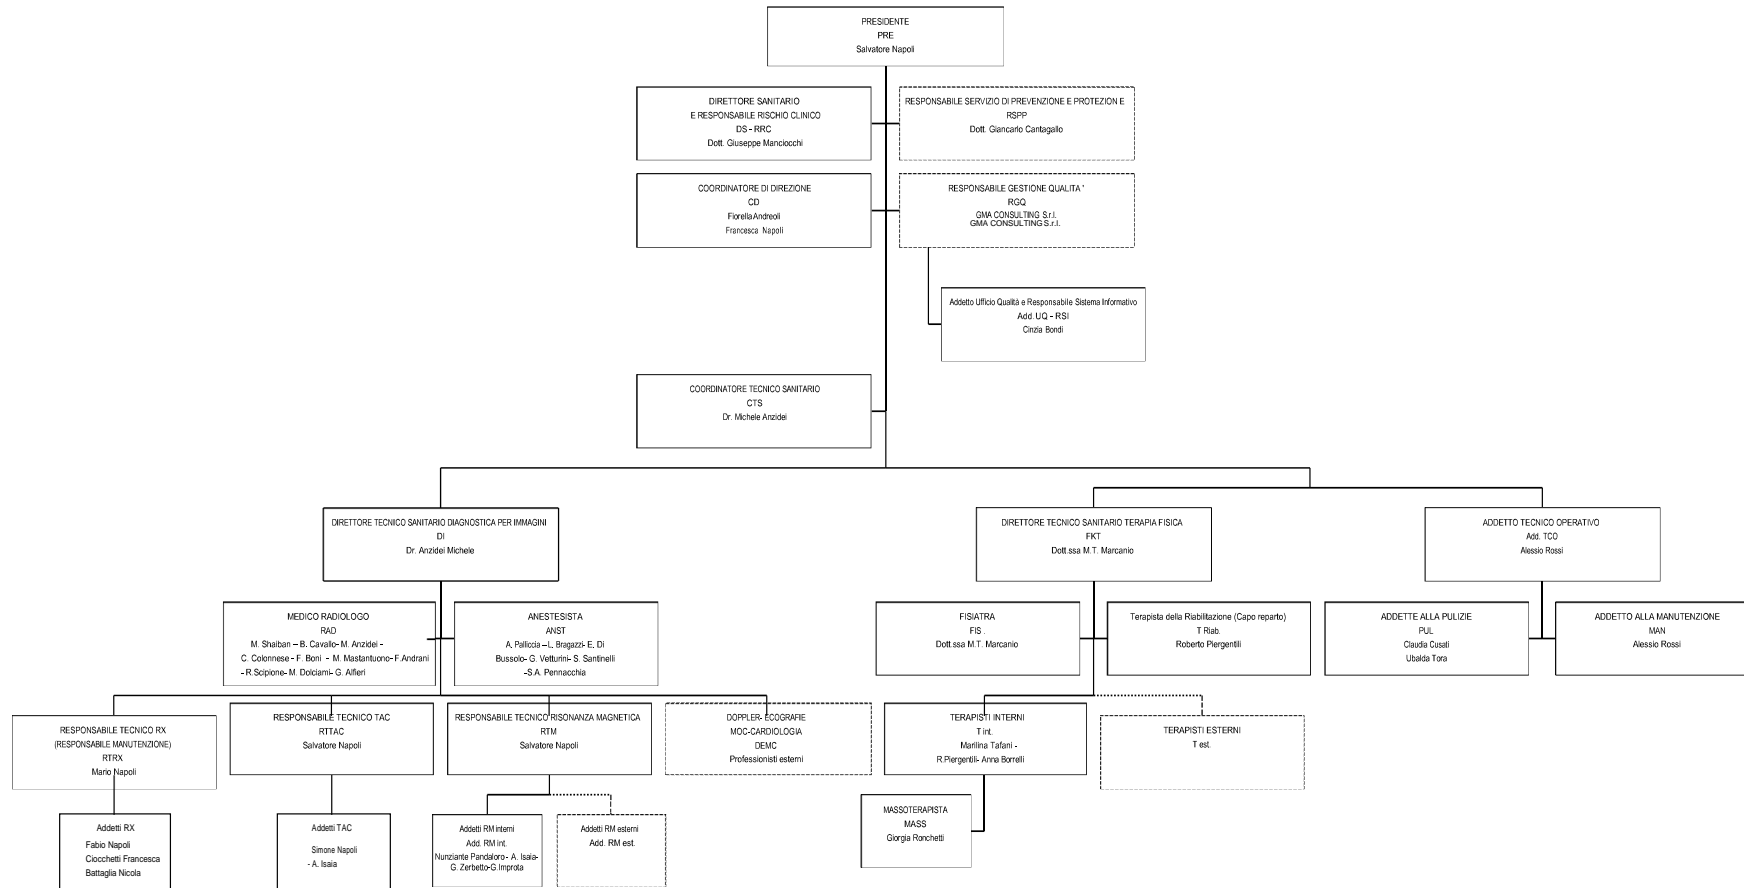 PRESIDENTE
PRE
Salvatore Napoli
DIRETTORE SANITARIO
E RESPONSABILE RISCHIO CLINICO
DS - RRC
Dott. Giuseppe Manciocchi
RESPONSABILE SERVIZIO DI PREVENZIONE E PROTEZION E
RSPP
Dott. Giancarlo Cantagallo
COORDINATORE DI DIREZIONE
CD
Fiorella Andreoli
Francesca Napoli
RESPONSABILE GESTIONE QUALITA '
RGQ
GMA CONSULTING S.r.l.
GMA CONSULTING S.r.l.
Addetto Ufficio Qualità e Responsabile Sistema Informativo
Add. UQ - RSI
Cinzia Bondi
COORDINATORE TECNICO SANITARIO
CTS
Dr. Michele Anzidei
DIRETTORE TECNICO SANITARIO DIAGNOSTICA PER IMMAGINI
DI
Dr. Anzidei Michele
DIRETTORE TECNICO SANITARIO TERAPIA FISICA
FKT
Dott.ssa M.T. Marcanio
ADDETTO TECNICO OPERATIVO
Add. TCO
Alessio Rossi
MEDICO RADIOLOGO
RAD
M. Shaiban – B. Cavallo- M. Anzidei -
C. Colonnese - F. Boni - M. Mastantuono- F.Andrani
- R.Scipione- M. Dolciami- G. Alfieri
ANESTESISTA
ANST
A. Palliccia – L. Bragazzi- E. Di
Bussolo- G. Vetturini- S. Santinelli
-S.A. Pennacchia
FISIATRA
FIS .
Dott.ssa M.T. Marcanio
Terapista della Riabilitazione (Capo reparto)
T Riab.
Roberto Piergentili
ADDETTE ALLA PULIZIE
PUL
Claudia Cusati
Ubalda Tora
ADDETTO ALLA MANUTENZIONE
MAN
Alessio Rossi
RESPONSABILE TECNICO RX
(RESPONSABILE MANUTENZIONE)
RTRX
Mario Napoli
RESPONSABILE TECNICO TAC
RTTAC
Salvatore Napoli
RESPONSABILE TECNICO RISONANZA MAGNETICA
RTM
Salvatore Napoli
DOPPLER- ECOGRAFIE
MOC-CARDIOLOGIA
DEMC
Professionisti esterni
TERAPISTI INTERNI
T int.
Marilina Tafani -
R.Piergentili- Anna Borrelli
TERAPISTI ESTERNI
T est.
Addetti RX
Fabio Napoli
Ciocchetti Francesca
Battaglia Nicola
Addetti TAC
Simone Napoli
- A. Isaia
Addetti RM interni
Add. RM int.
Nunziante Pandaloro - A. Isaia-
G. Zerbetto-G.Improta
Addetti RM esterni
Add. RM est.
MASSOTERAPISTA
MASS
Giorgia Ronchetti